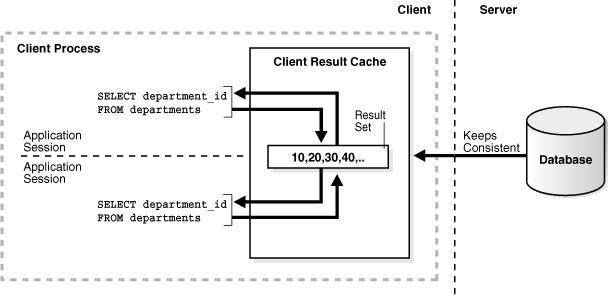 Client
Server
Client Process
Client Result Cache
SELECT department_id
FROM departments
Result
Set
Application
Session
10,20,30,40,..
Keeps
Consistent
Database
Application
Session
SELECT department_id
FROM departments